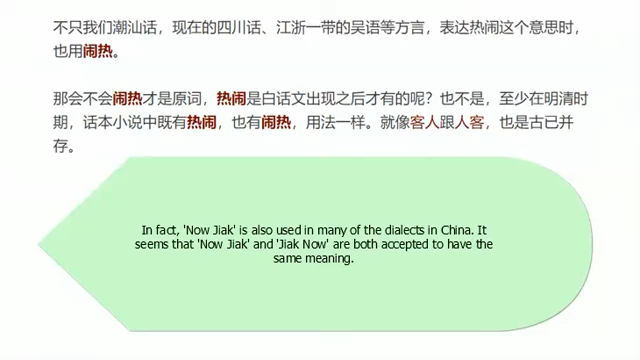 不只我们潮汕话，现在的四川话、江浙一带的吴语等方言，表达热闹这个意思时，
也用闹热。
那会不会闹热才是原词，热闹是白话文出现之后才有的呢？也不是，至少在明清时
期，话本小说中既有热闹，也有闹热，用法一样。就像客人跟人客，也是古已并
存。
In fact, 'Now Jiak' is also used in many of the dialects in China. It
seems that 'Now Jiak' and 'Jiak Now' are both accepted to have the
same meaning.